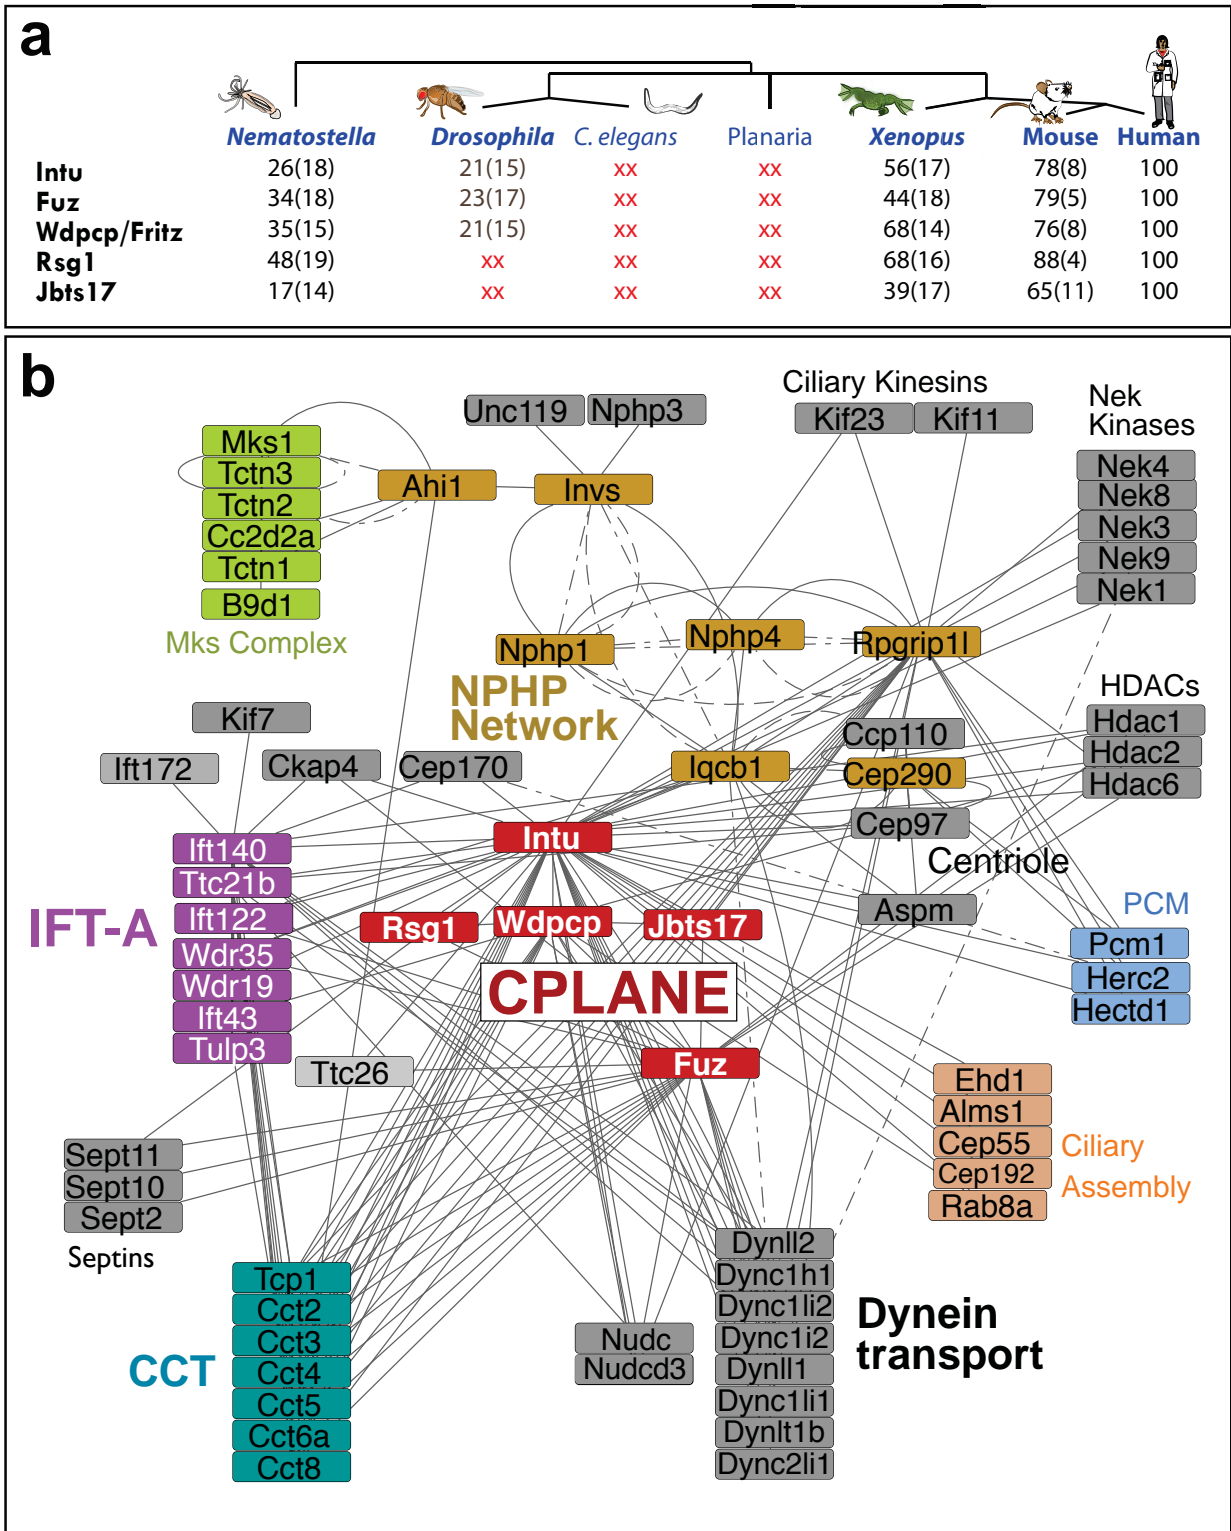 a
Nematostella Drosophila C. elegans Planaria Xenopus Mouse Human
Intu 26(18) 21(15) xx xx 56(17) 78(8) 100
Fuz 34(18) 23(17) xx xx 44(18) 79(5) 100
Wdpcp/Fritz 35(15) 21(15) xx xx 68(14) 76(8) 100
Rsg1 48(19) xx xx xx 68(16) 88(4) 100
Jbts17 17(14) xx xx xx 39(17) 65(11) 100
b
Ciliary Kinesins
Unc119 Nphp3
Kif23 Kif11
Nek
Kinases
Mks1
Tctn3
Tctn2
Cc2d2a
Tctn1
B9d1
Mks Complex
Ahi1
Invs
Nek4
Nek8
Nek3
Nek9
Nek1
Nphp1
Nphp4
Rpgrip1l
NPHP
Network
HDACs
Hdac1
Hdac2
Hdac6
Kif7
Ift172
Ckap4
Cep170
Iqcb1
Ccp110
Cep290
Cep97
Centriole
Aspm
Intu
Rsg1
Wdpcp
Jbts17
CPLANE
Fuz
IFT-A
Ift140
Ttc21b
Ift122
Wdr35
Wdr19
Ift43
Tulp3
Ttc26
PCM
Pcm1
Herc2
Hectd1
Ehd1
Alms1
Cep55
Cep192
Rab8a
Ciliary
Assembly
Sept11
Sept10
Sept2
Septins
CCT
Tcp1
Cct2
Cct3
Cct4
Cct5
Cct6a
Cct8
Nudc
Nudcd3
Dynll2
Dync1h1
Dync1li2
Dync1i2
Dynll1
Dync1li1
Dynlt1b
Dync2li1
Dynein
transport